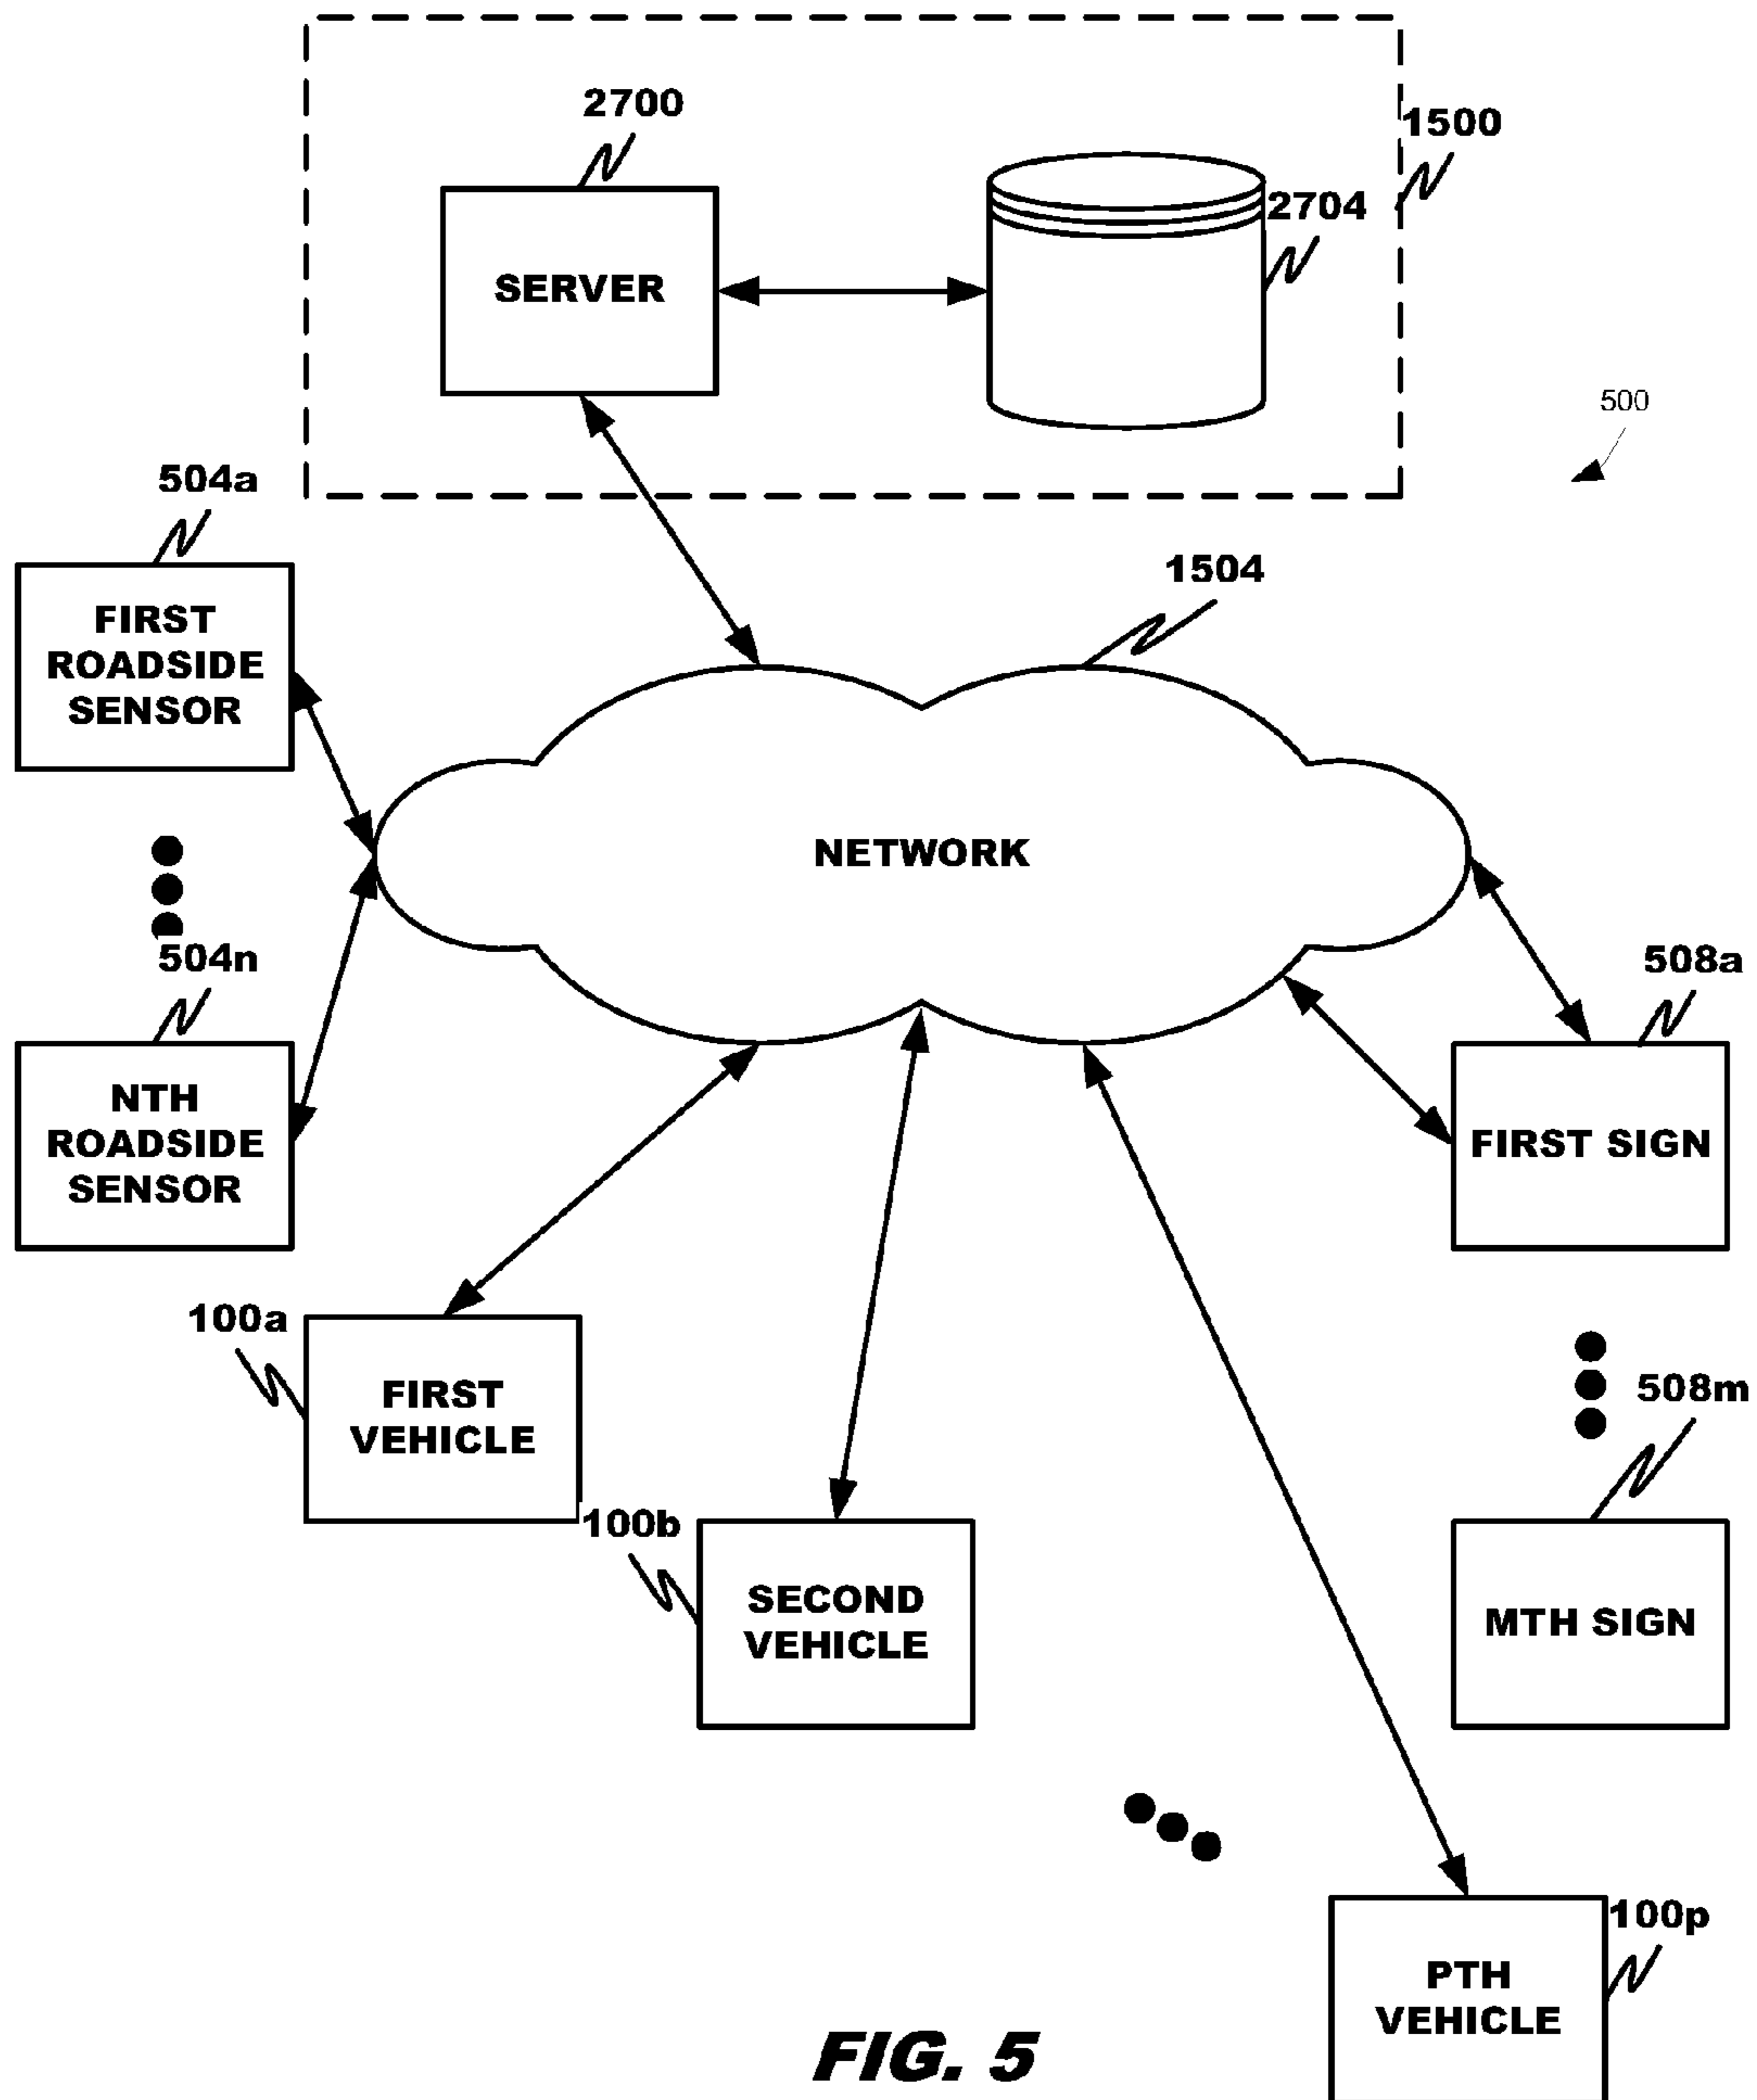 2700
1500
2704
SERVER
500
504a
1504
FIRST
ROADSIDE
SENSOR
NETWORK
504n
508a
NTH
ROADSIDE
SENSOR
FIRST SIGN
100a
FIRST
VEHICLE
508m
100b
SECOND
VEHICLE
MTH SIGN
100p
PTH
VEHICLE
FIG. 5